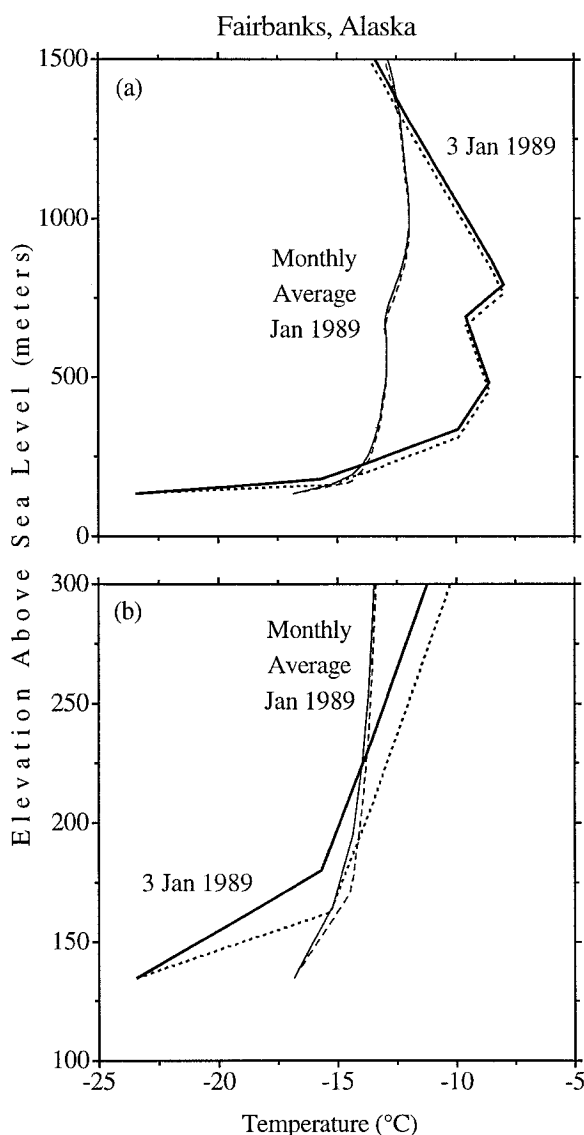 Fairbanks, Alaska
1500
(a)
3 Jan 1989
1000
Monthly
Average
Jan 1989
500
0
Elevation Above Sea Level (meters)
300
(b)
Monthly
Average
Jan 1989
250
200
3 Jan 1989
150
100
-25 -20 -15 -10 -5
Temperature (°C)